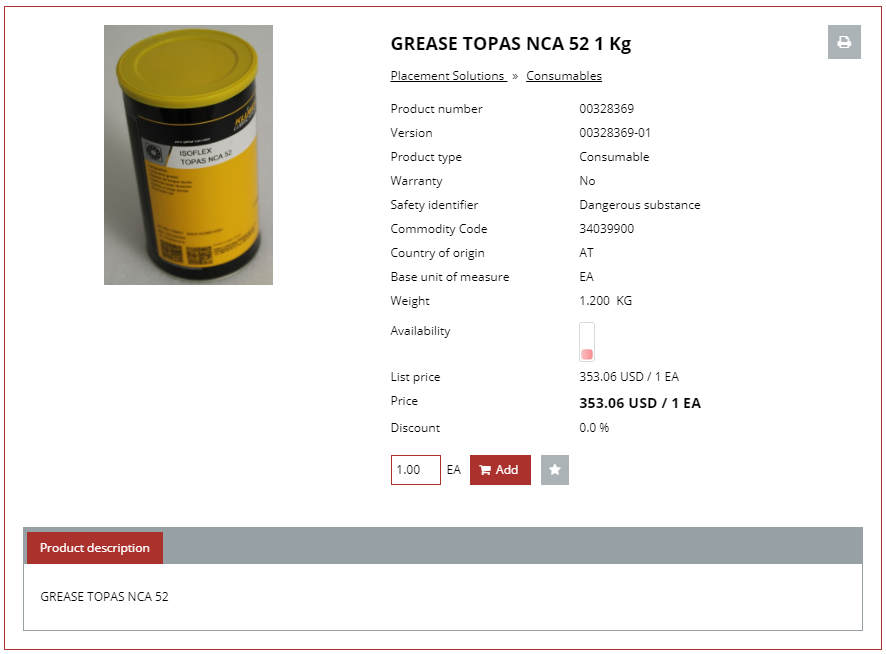 GREASE TOPAS NCA 52 1 Kg
Placement Solutions » Consumables
Product number 00328369
Version 00328369-01
Product type Consumable
Warranty No
Safety identifier Dangerous substance
Commodity Code 34039900
Country of origin AT
Base unit of measure EA
Weight 1.200 KG
Availability
List price 353.06 USD / 1 EA
Price 353.06 USD / 1 EA
Discount 0.0 %
1.00 EA Add
ISOFLEX
TOPAS NCA 52
Product description
GREASE TOPAS NCA 52